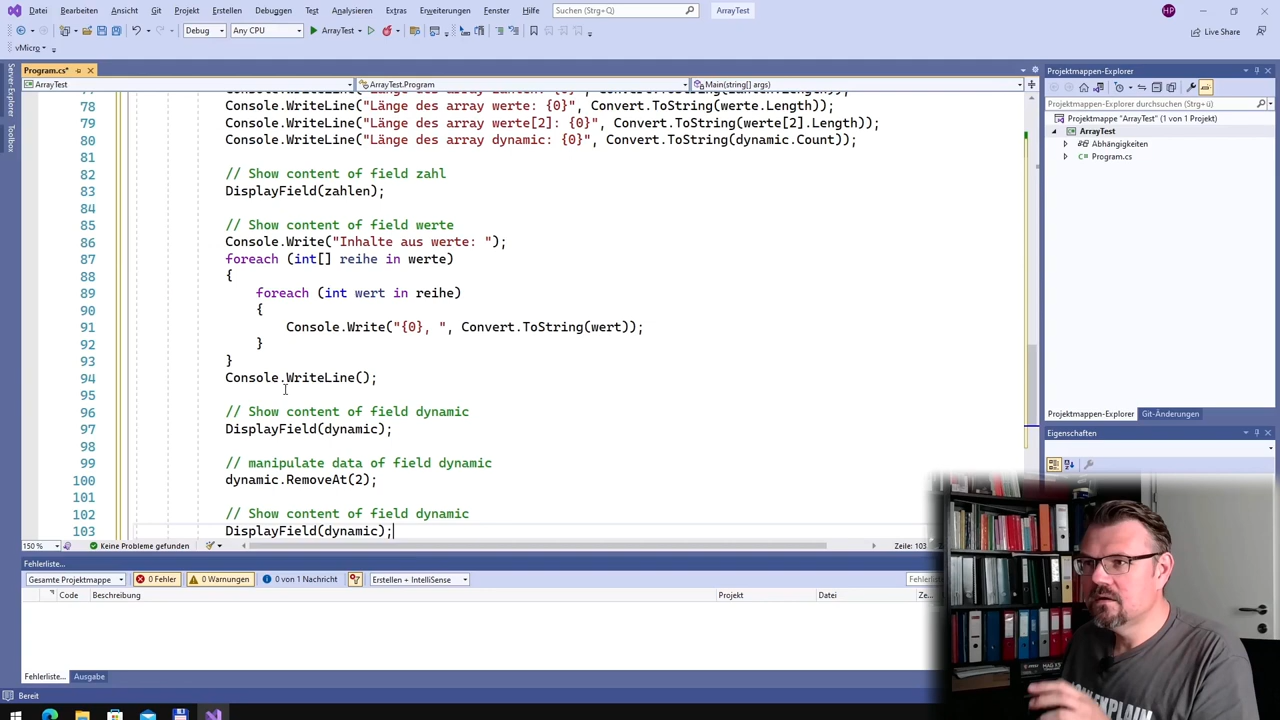 Datei Bearbeiten Ansicht Git Projekt Erstellen Debuggen Test Analysieren Extras Erweiterungen Fenster Hilfe Suchen (Strg+Q) ArrayTest HP
Debug Any CPU ArrayTest Live Share
vMicro
Program.cs* Projektmappen-Explorer
ArrayTest ArrayTest.Program Main(string[] args)
Projektmappen-Explorer durchsuchen (Strg+ü)
Projektmappe "ArrayTest" (1 von 1 Projekt)
ArrayTest
Abhängigkeiten
Program.cs
Server-Explorer
Toolbox
78 Console.WriteLine("Länge des array werte: {0}", Convert.ToString(werte.Length));
79 Console.WriteLine("Länge des array werte[2]: {0}", Convert.ToString(werte[2].Length));
80 Console.WriteLine("Länge des array dynamic: {0}", Convert.ToString(dynamic.Count));
81
82 // Show content of field zahl
83 DisplayField(zahlen);
84
85 // Show content of field werte
86 Console.Write("Inhalte aus werte: ");
87 foreach (int[] reihe in werte)
88 {
89 foreach (int wert in reihe)
90 {
91 Console.Write("{0}, ", Convert.ToString(wert));
92 }
93 }
94 Console.WriteLine();
95
96 // Show content of field dynamic
97 DisplayField(dynamic);
98
99 // manipulate data of field dynamic
100 dynamic.RemoveAt(2);
101
102 // Show content of field dynamic
103 DisplayField(dynamic);
Projektmappen-Explorer Git-Änderungen
Eigenschaften
150 % Keine Probleme gefunden Zeile: 103
Fehlerliste...
Gesamte Projektmappe 0 Fehler 0 Warnungen 0 von 1 Nachricht Erstellen + IntelliSense
Code Beschreibung Projekt Datei Ze...
Fehlerliste... Ausgabe
Bereit